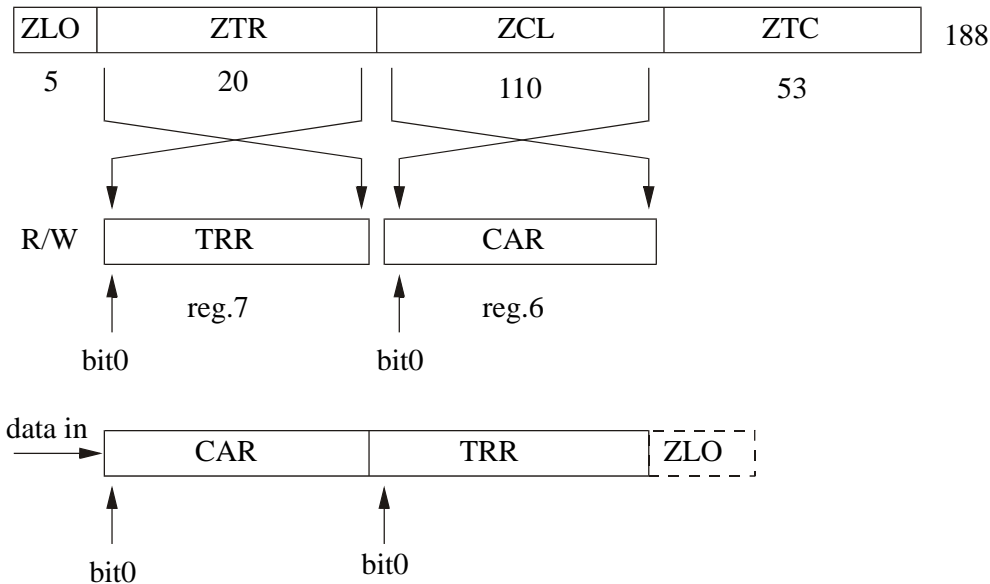 ZLO ZTR ZCL ZTC 188
5 20 110 53
R/W TRR CAR
reg.7 reg.6
bit0 bit0
data in
CAR TRR ZLO
bit0 bit0